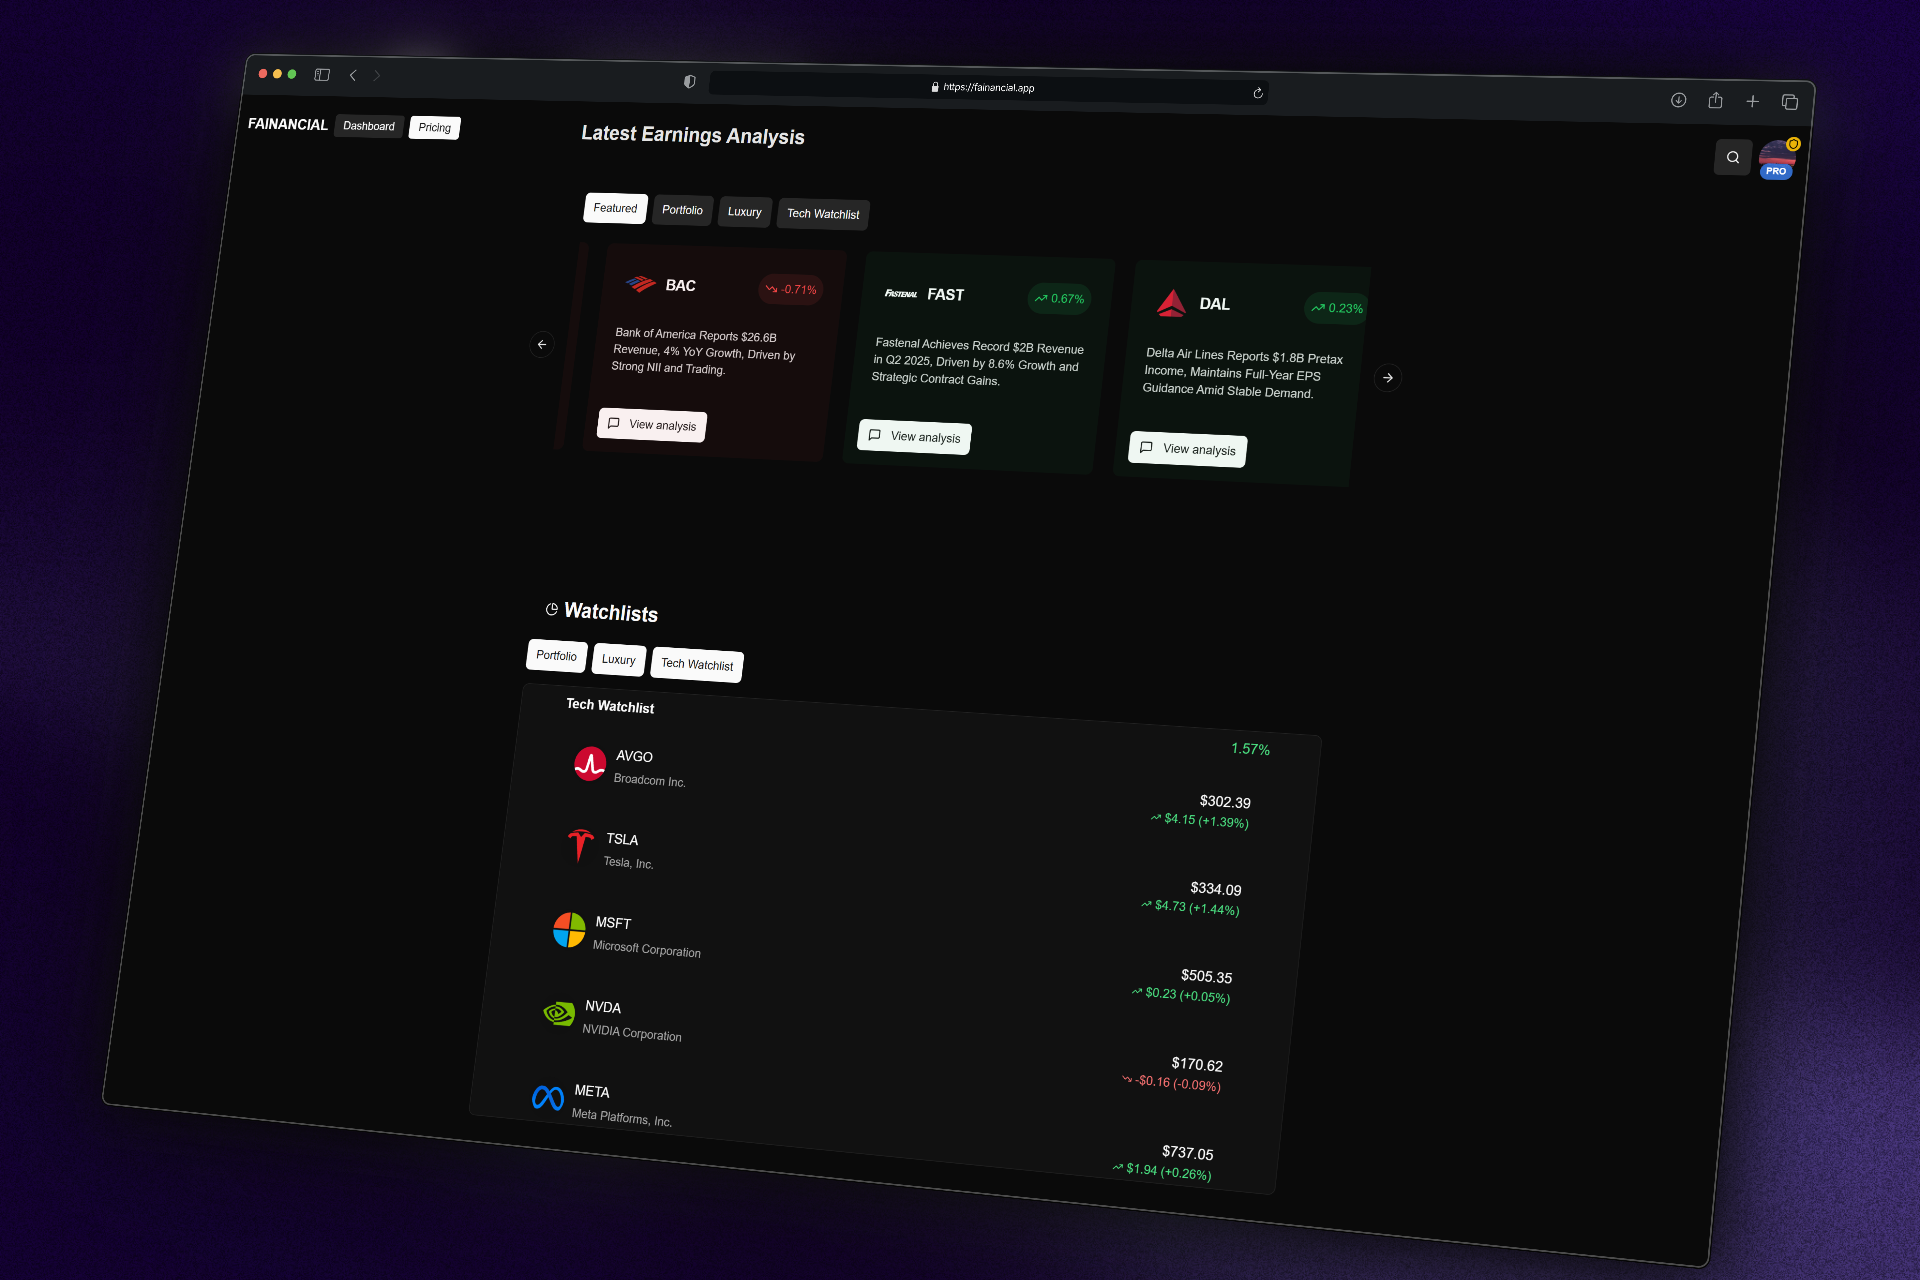 https://fainancial.app
FAINANCIAL
Dashboard
Pricing
Latest Earnings Analysis
PRO
Featured
Portfolio
Luxury
Tech Watchlist
BAC
-0.71%
Bank of America Reports $26.6B
Revenue, 4% YoY Growth, Driven by
Strong NII and Trading.
View analysis
FASTENAL
FAST
0.67%
Fastenal Achieves Record $2B Revenue
in Q2 2025, Driven by 8.6% Growth and
Strategic Contract Gains.
View analysis
DAL
0.23%
Delta Air Lines Reports $1.8B Pretax
Income, Maintains Full-Year EPS
Guidance Amid Stable Demand.
View analysis
Watchlists
Portfolio
Luxury
Tech Watchlist
Tech Watchlist
1.57%
AVGO
Broadcom Inc.
$302.39
$4.15 (+1.39%)
TSLA
Tesla, Inc.
$334.09
$4.73 (+1.44%)
MSFT
Microsoft Corporation
$505.35
$0.23 (+0.05%)
NVDA
NVIDIA Corporation
$170.62
-$0.16 (-0.09%)
META
Meta Platforms, Inc.
$737.05
$1.94 (+0.26%)